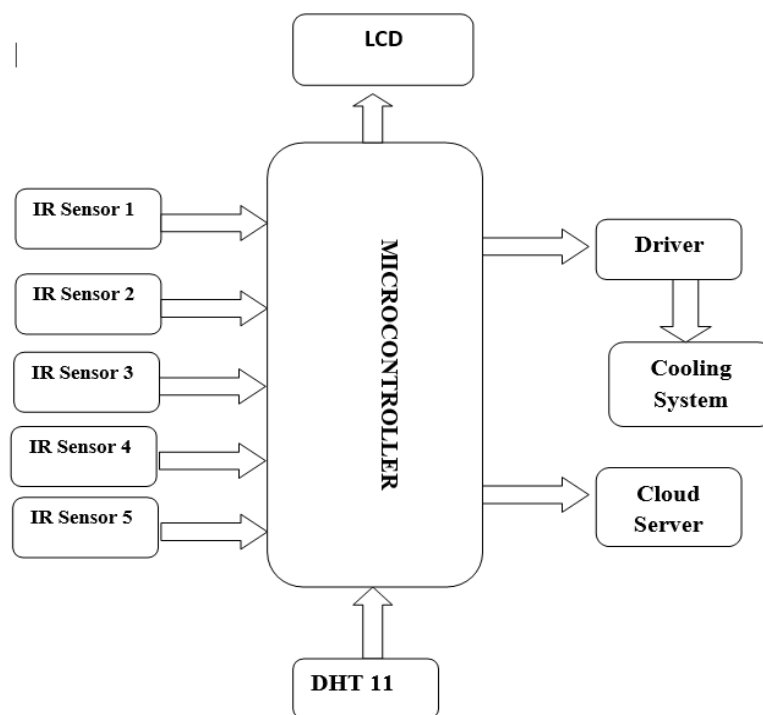 LCD
IR Sensor 1
IR Sensor 2
IR Sensor 3
IR Sensor 4
IR Sensor 5
MICROCONTROLLER
Driver
Cooling
System
Cloud
Server
DHT 11